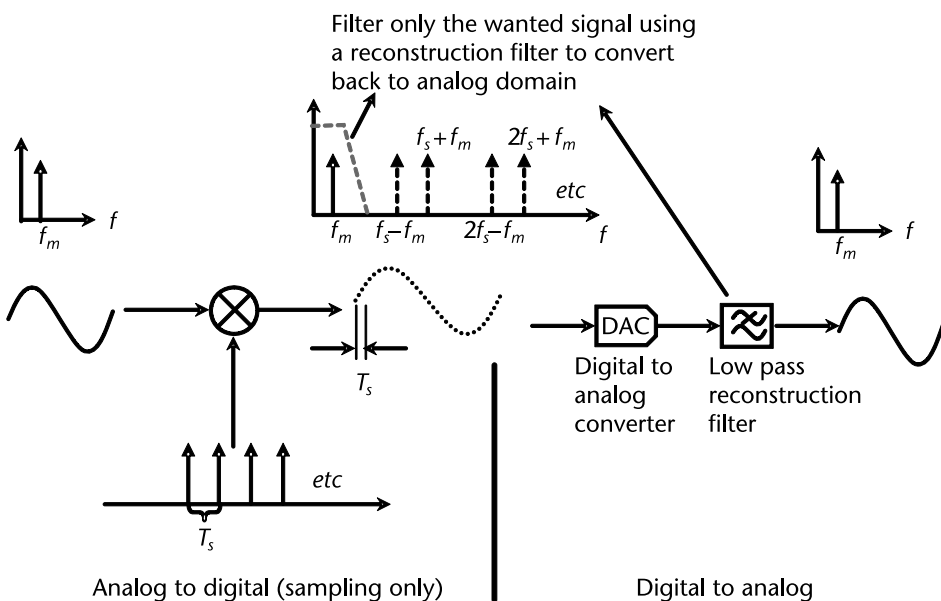 Filter only the wanted signal using
a reconstruction filter to convert
back to analog domain
f_s + f_m
2f_s + f_m
etc
f_m
f_s − f_m
2f_s − f_m
f
f_m
f
f_m
f
T_s
DAC
Digital to
analog
converter
Low pass
reconstruction
filter
etc
T_s
Analog to digital (sampling only)
Digital to analog